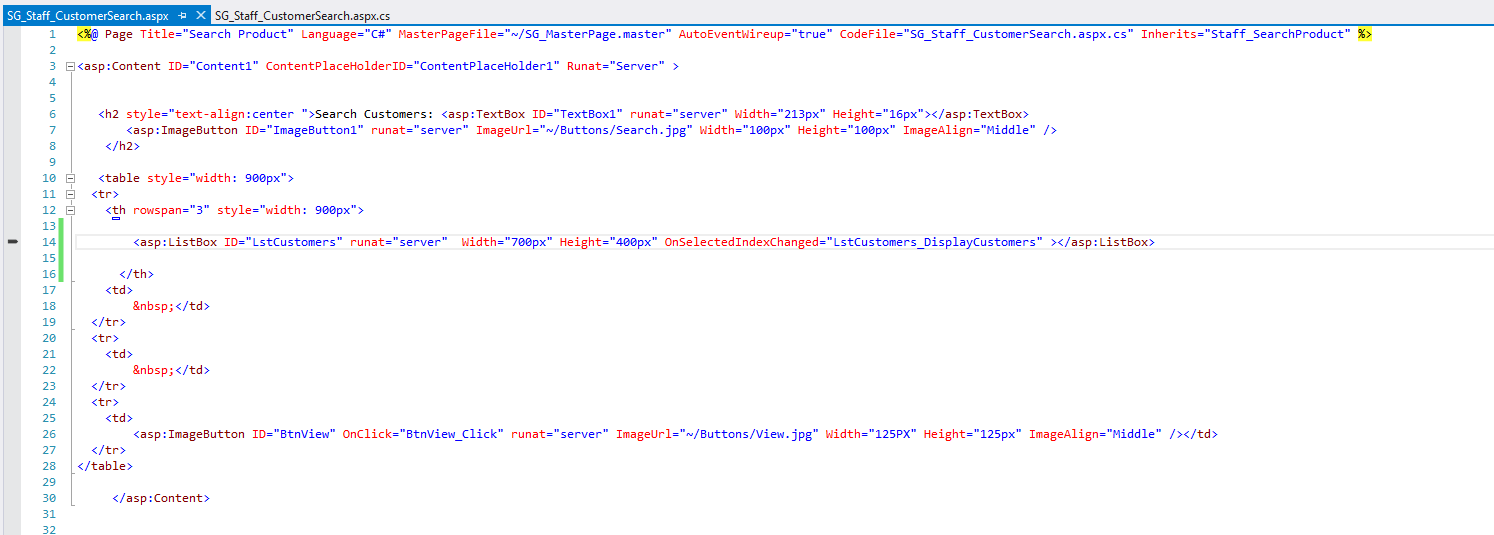 SG_Staff_CustomerSearch.aspx SG_Staff_CustomerSearch.aspx.cs
1 <%@ Page Title="Search Product" Language="C#" MasterPageFile="~/SG_MasterPage.master" AutoEventWireup="true" CodeFile="SG_Staff_CustomerSearch.aspx.cs" Inherits="Staff_SearchProduct" %>
2
3 <asp:Content ID="Content1" ContentPlaceHolderID="ContentPlaceHolder1" Runat="Server" >
4
5
6 <h2 style="text-align:center ">Search Customers: <asp:TextBox ID="TextBox1" runat="server" Width="213px" Height="16px"></asp:TextBox>
7 <asp:ImageButton ID="ImageButton1" runat="server" ImageUrl="~/Buttons/Search.jpg" Width="100px" Height="100px" ImageAlign="Middle" />
8 </h2>
9
10 <table style="width: 900px">
11 <tr>
12 <th rowspan="3" style="width: 900px">
13
14 <asp:ListBox ID="LstCustomers" runat="server"  Width="700px" Height="400px" OnSelectedIndexChanged="LstCustomers_DisplayCustomers" ></asp:ListBox>
15
16 </th>
17 <td>
18 &nbsp;</td>
19 </tr>
20 <tr>
21 <td>
22 &nbsp;</td>
23 </tr>
24 <tr>
25 <td>
26 <asp:ImageButton ID="BtnView" OnClick="BtnView_Click" runat="server" ImageUrl="~/Buttons/View.jpg" Width="125PX" Height="125px" ImageAlign="Middle" /></td>
27 </tr>
28 </table>
29
30 </asp:Content>
31
32